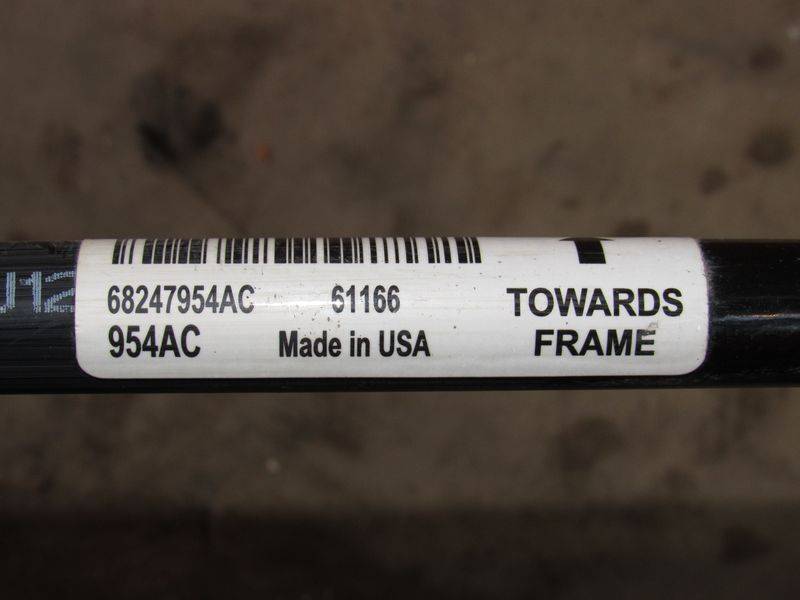 68247954AC 61166
954AC Made in USA
TOWARDS
FRAME